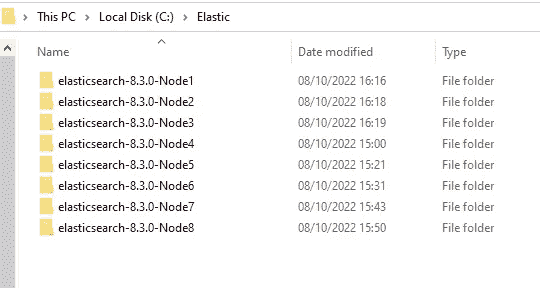 This PC > Local Disk (C:) > Elastic
Name Date modified Type
elasticsearch-8.3.0-Node1 08/10/2022 16:16 File folder
elasticsearch-8.3.0-Node2 08/10/2022 16:18 File folder
elasticsearch-8.3.0-Node3 08/10/2022 16:19 File folder
elasticsearch-8.3.0-Node4 08/10/2022 15:00 File folder
elasticsearch-8.3.0-Node5 08/10/2022 15:21 File folder
elasticsearch-8.3.0-Node6 08/10/2022 15:31 File folder
elasticsearch-8.3.0-Node7 08/10/2022 15:43 File folder
elasticsearch-8.3.0-Node8 08/10/2022 15:50 File folder